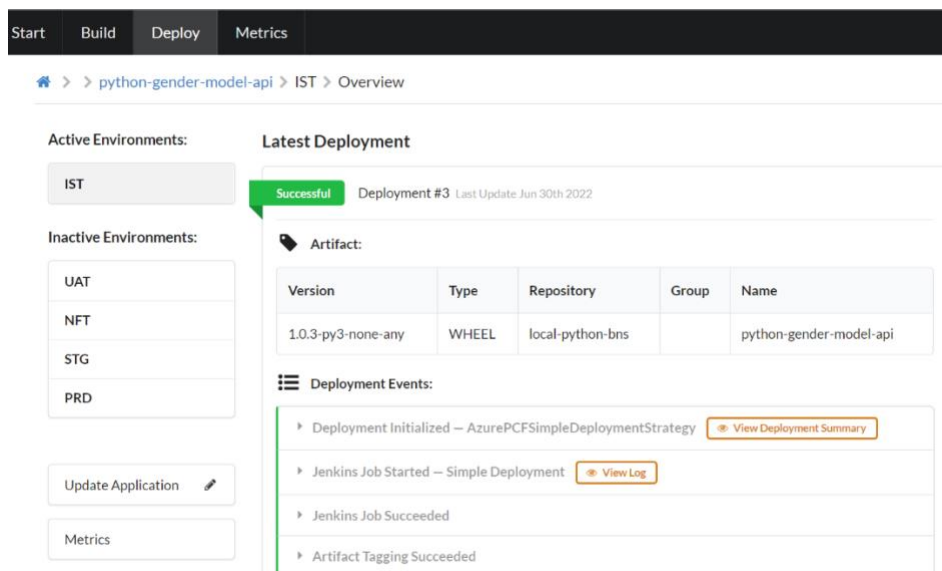 Start Build Deploy Metrics
> > python-gender-model-api > IST > Overview
Active Environments:
IST
Inactive Environments:
UAT
NFT
STG
PRD
Update Application
Metrics
Latest Deployment
Successful Deployment #3 Last Update Jun 30th 2022
Artifact:
Version Type Repository Group Name
1.0.3-py3-none-any WHEEL local-python-bns python-gender-model-api
Deployment Events:
Deployment Initialized — AzurePCFSimpleDeploymentStrategy View Deployment Summary
Jenkins Job Started — Simple Deployment View Log
Jenkins Job Succeeded
Artifact Tagging Succeeded